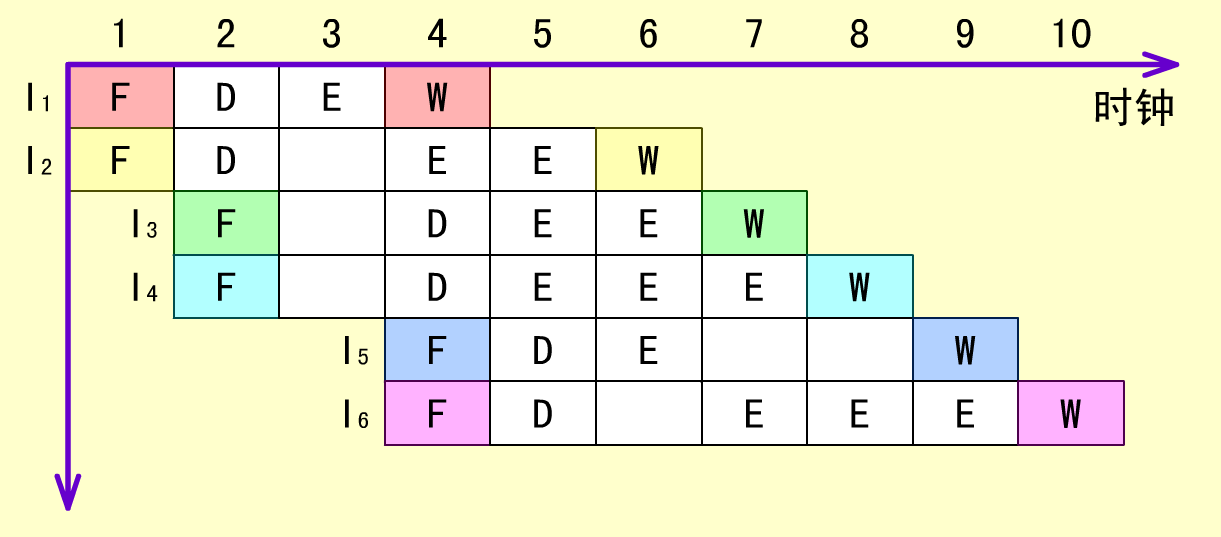 1 2 3 4 5 6 7 8 9 10
时钟
I1 F D E W
I2 F D E E W
I3 F D E E W
I4 F D E E E W
I5 F D E W
I6 F D E E E W